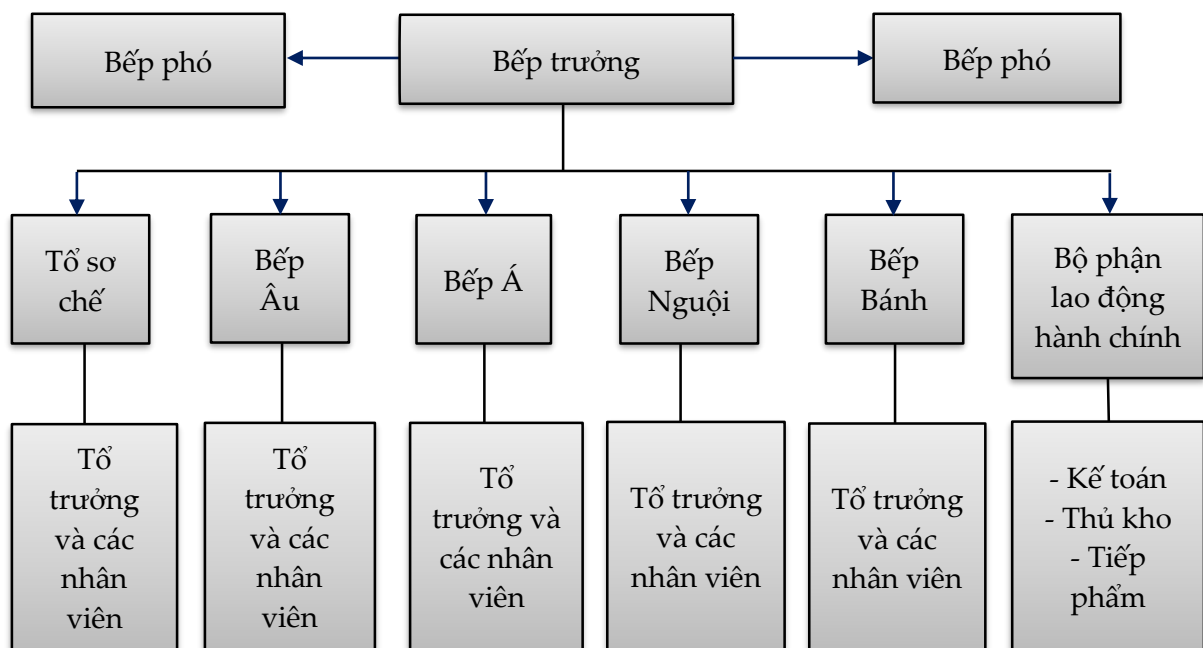 Bếp phó
Bếp trưởng
Bếp phó
Tổ sơ
chế
Bếp
Âu
Bếp Á
Bếp
Nguội
Bếp
Bánh
Bộ phận
lao động
hành chính
Tổ
trưởng
và các
nhân
viên
Tổ
trưởng
và các
nhân
viên
Tổ
trưởng và
các nhân
viên
Tổ trưởng
và các
nhân viên
Tổ trưởng
và các
nhân viên
- Kế toán
- Thủ kho
- Tiếp
phẩm